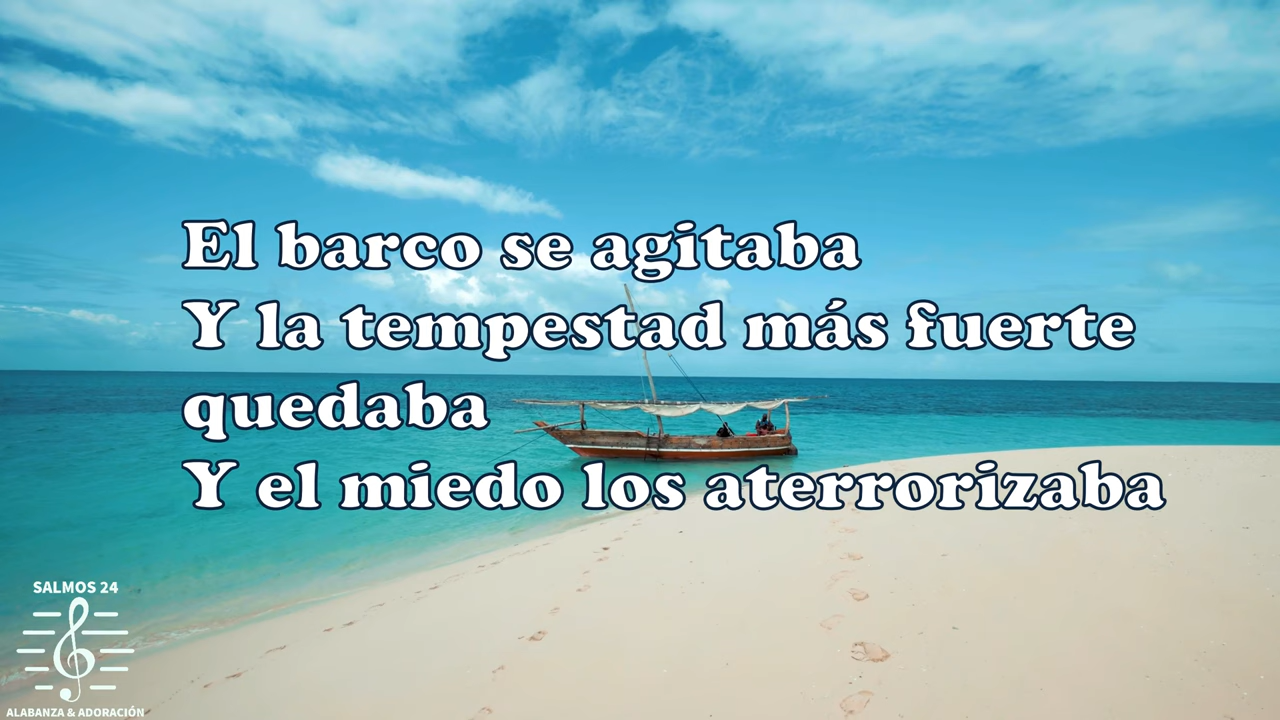 El barco se agitaba
Y la tempestad más fuerte
quedaba
Y el miedo los aterrorizaba
SALMOS 24
ALABANZA & ADORACIÓN